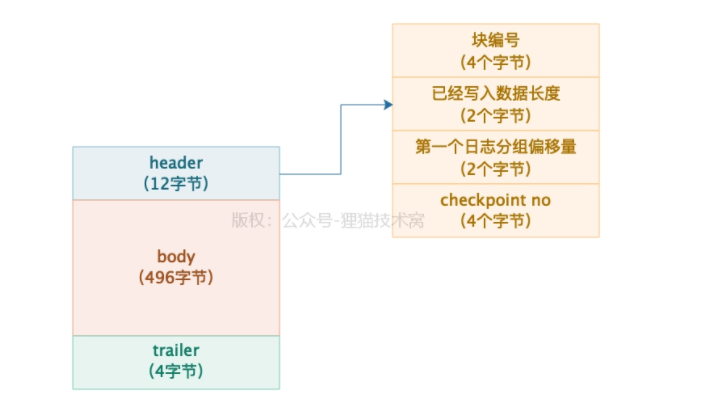 块编号
(4个字节)
已经写入数据长度
(2个字节)
第一个日志分组偏移量
(2个字节)
checkpoint no
(4个字节)
header
(12字节)
版权：公众号-狸猫技术窝
body
(496字节)
trailer
(4字节)